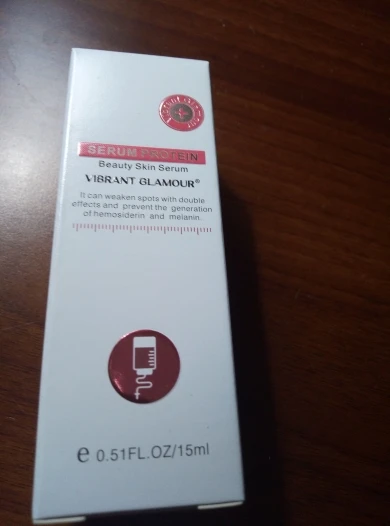 SERUM PROTEIN
Beauty Skin Serum
VIBRANT GLAMOUR®
It can weaken spots with double
effects and prevent the generation
of hemosiderin and melanin.
e 0.51FL.OZ/15ml